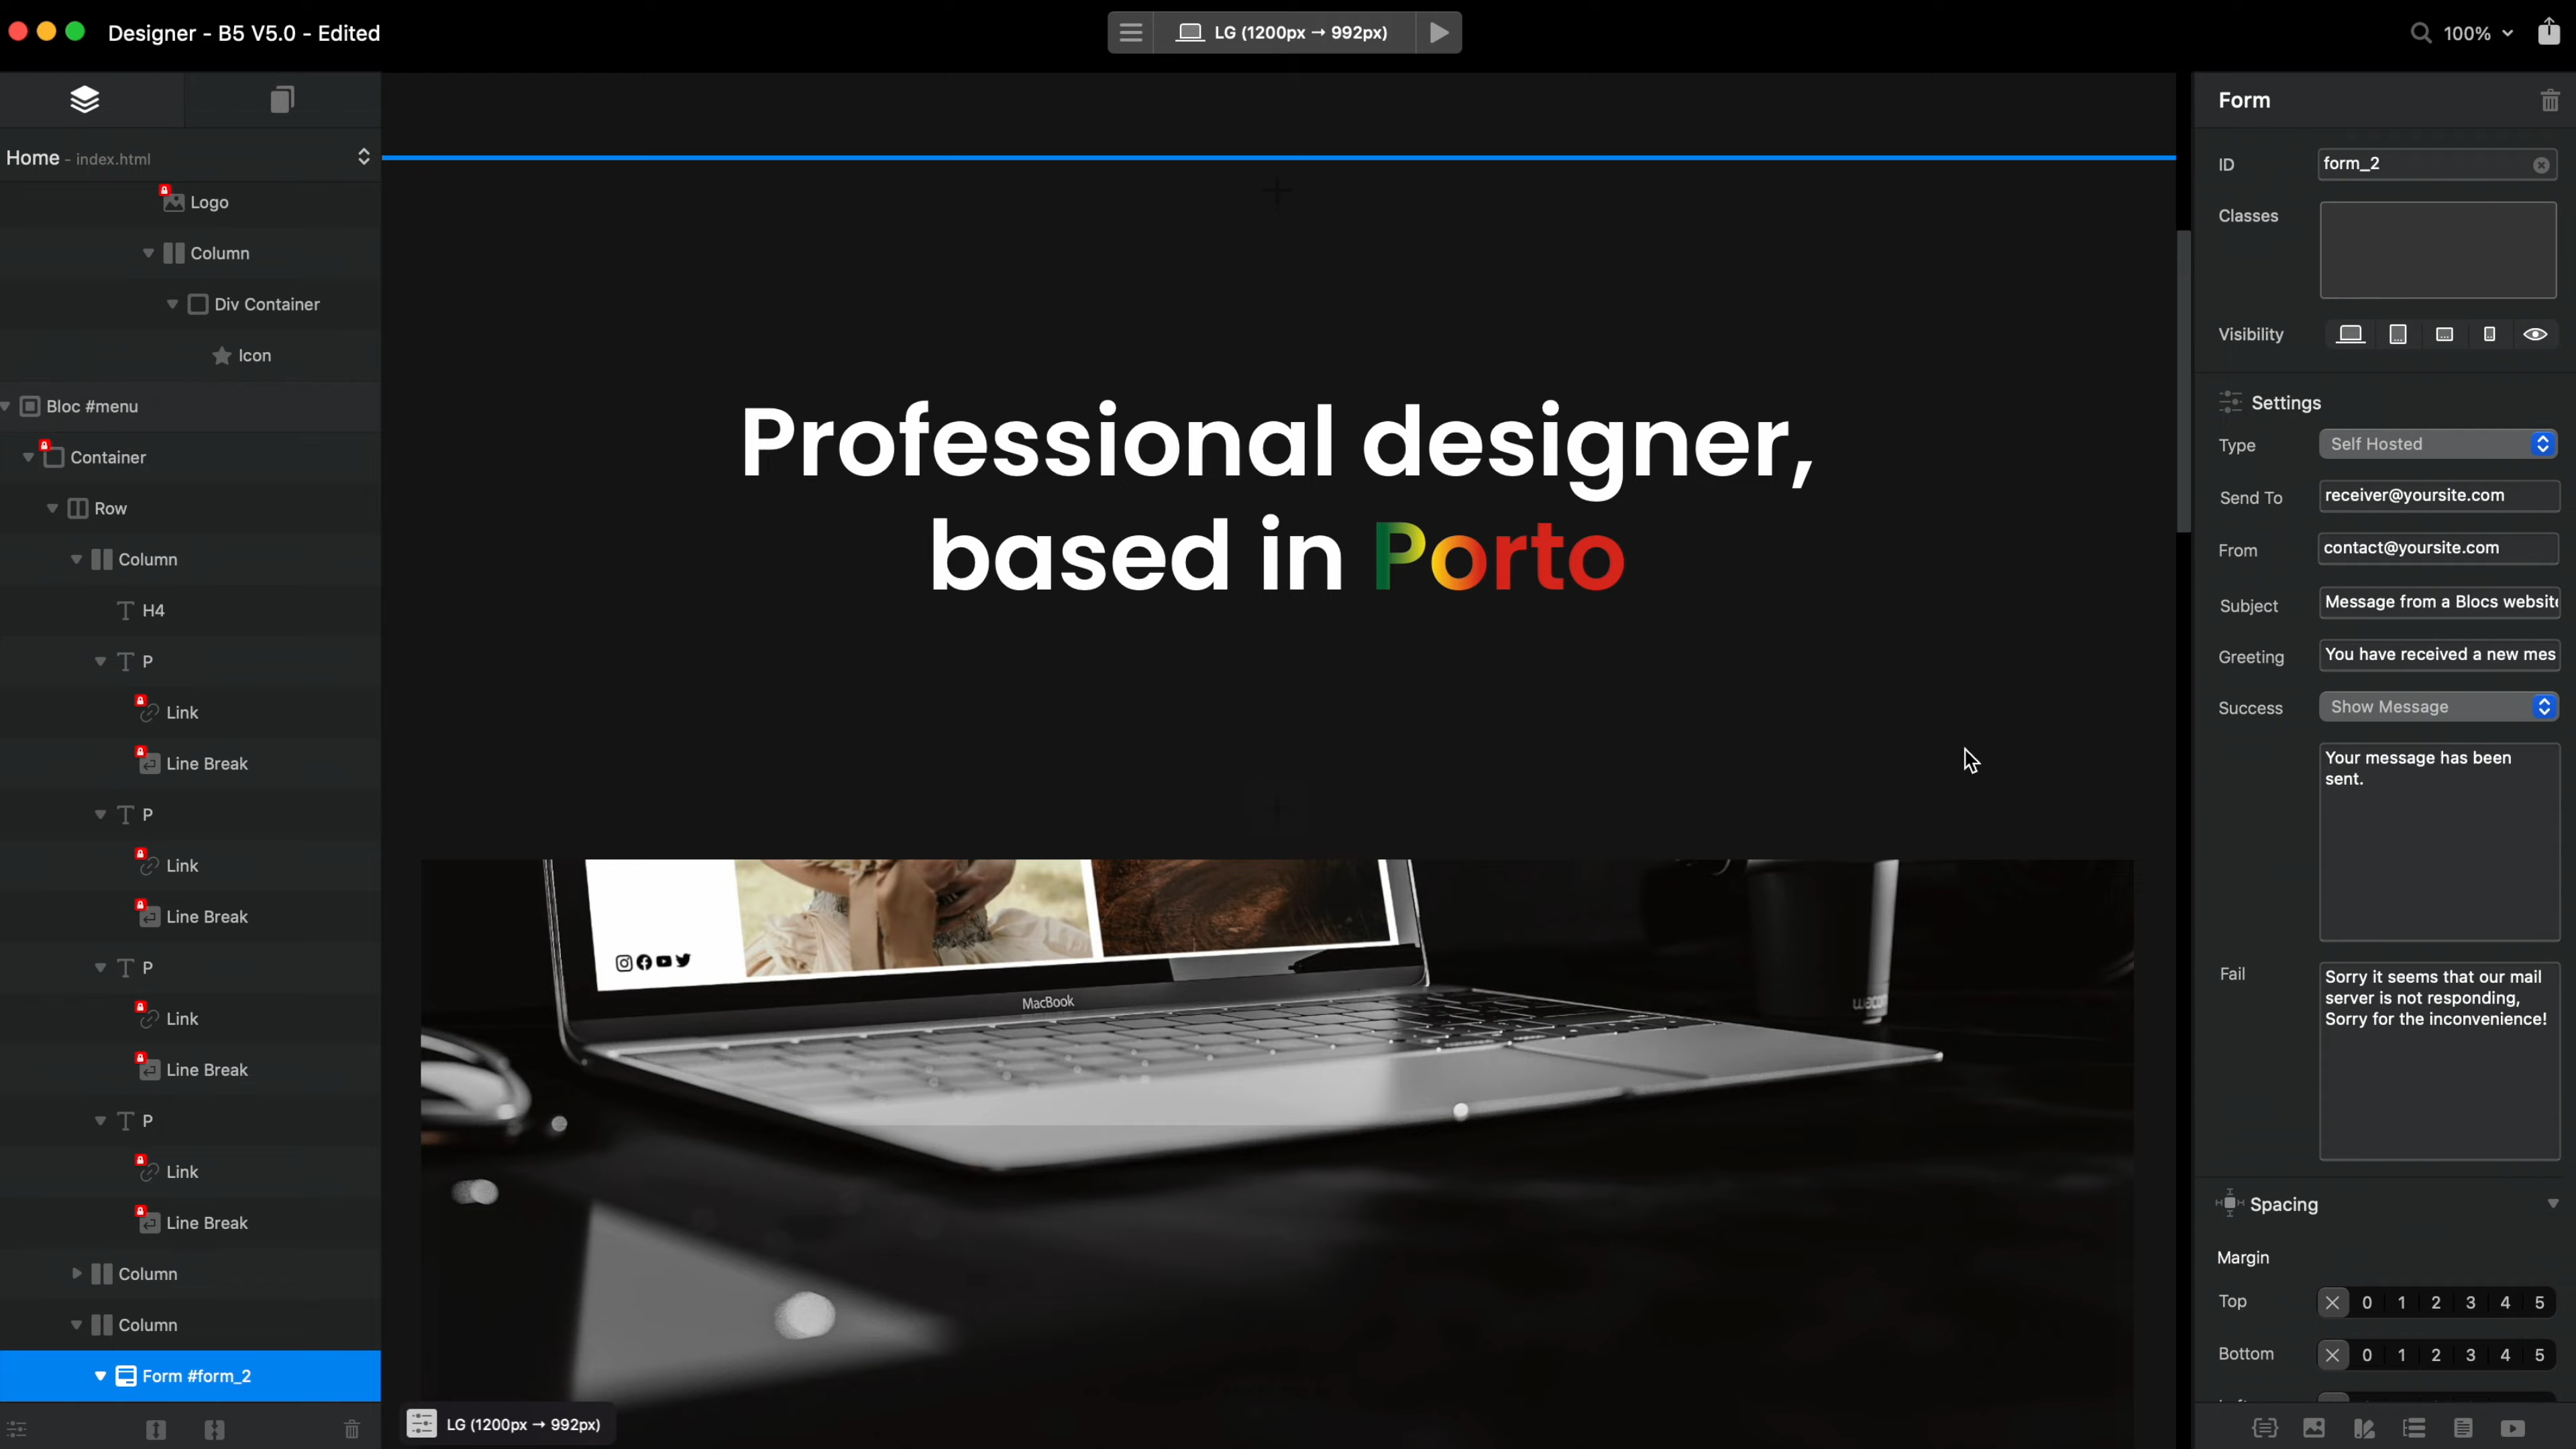 Designer - B5 V5.0 - Edited
LG (1200px → 992px)
100%
Home - index.html
Logo
Column
Div Container
Icon
Bloc #menu
Container
Row
Column
H4
P
Link
Line Break
P
Link
Line Break
P
Link
Line Break
P
Link
Line Break
Column
Column
Form #form_2
Professional designer,
based in Porto
MacBook
wacom
LG (1200px → 992px)
Form
ID form_2
Classes
Visibility
Settings
Type Self Hosted
Send To receiver@yoursite.com
From contact@yoursite.com
Subject Message from a Blocs website
Greeting You have received a new mes
Success Show Message
Your message has been
sent.
Fail Sorry it seems that our mail
server is not responding,
Sorry for the inconvenience!
Spacing
Margin
Top 0 1 2 3 4 5
Bottom 0 1 2 3 4 5